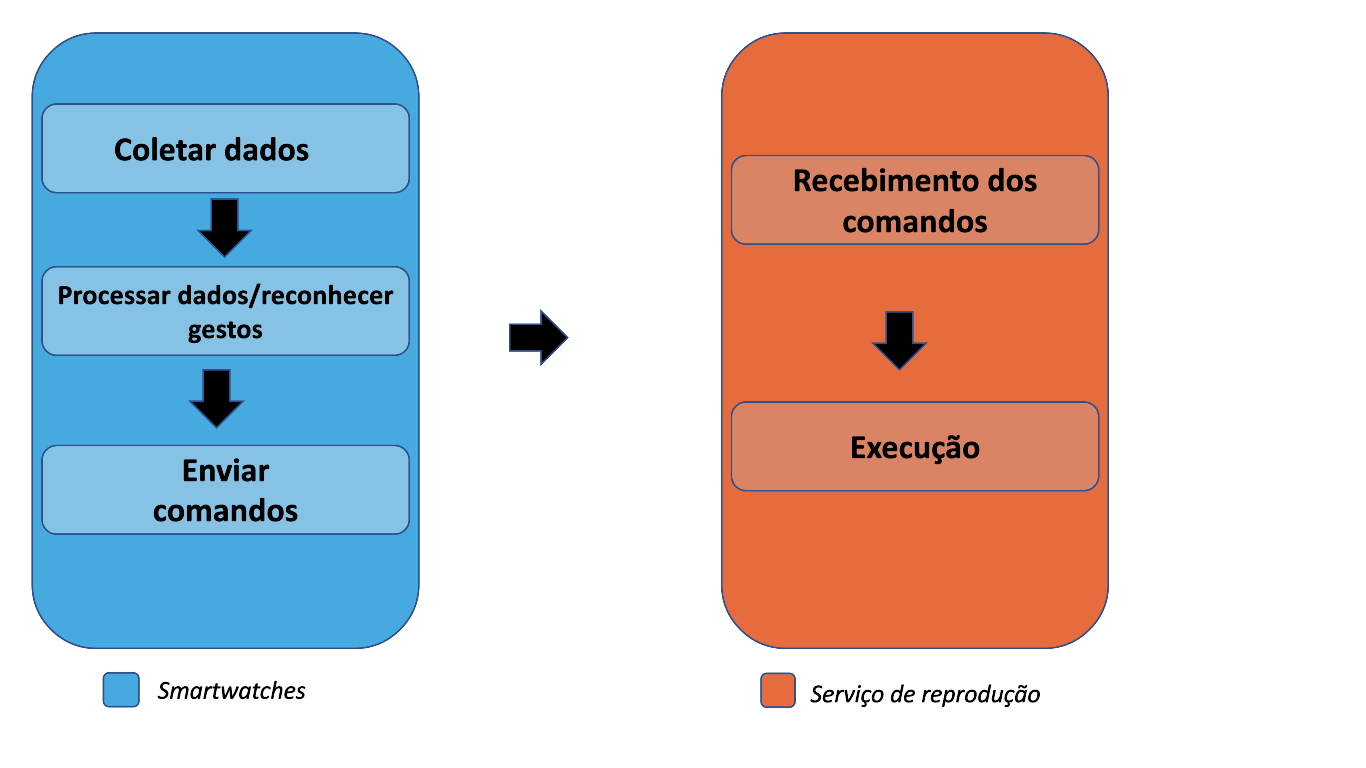 Coletar dados
Processar dados/reconhecer
gestos
Enviar
comandos
Recebimento dos
comandos
Execução
Smartwatches
Serviço de reprodução